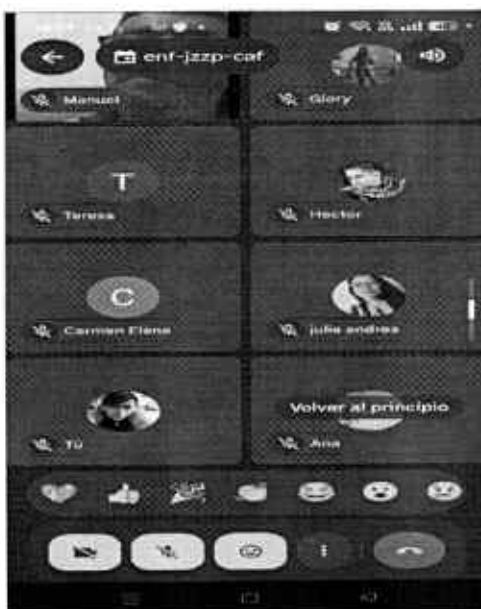 enf-jzzp-caf
Manuel
Glory
T
Teresa
Hector
C
Carmen Elena
julie andrea
Volver al principio
Tú
Ana